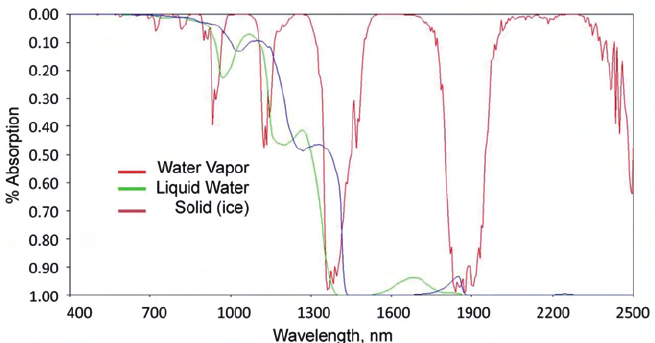 0.00
0.10
0.20
0.30
0.40
0.50
0.60
0.70
0.80
0.90
1.00
% Absorption
Water Vapor
Liquid Water
Solid (ice)
400 700 1000 1300 1600 1900 2200 2500
Wavelength, nm